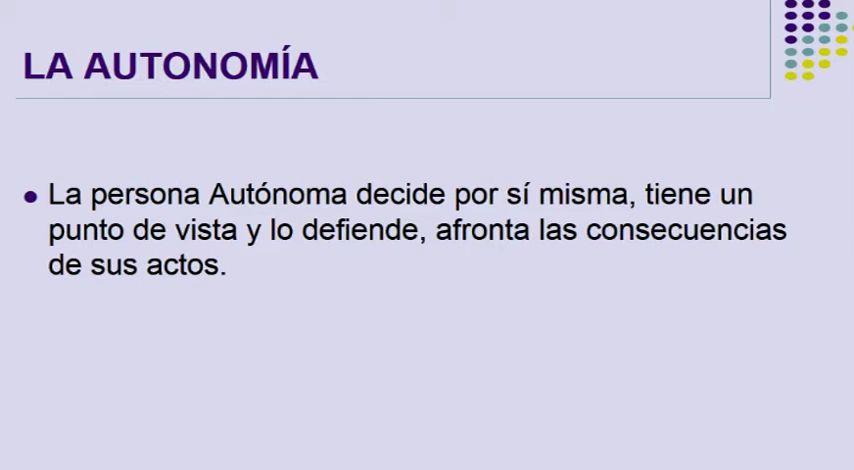 LA AUTONOMÍA
● La persona Autónoma decide por sí misma, tiene un
punto de vista y lo defiende, afronta las consecuencias
de sus actos.